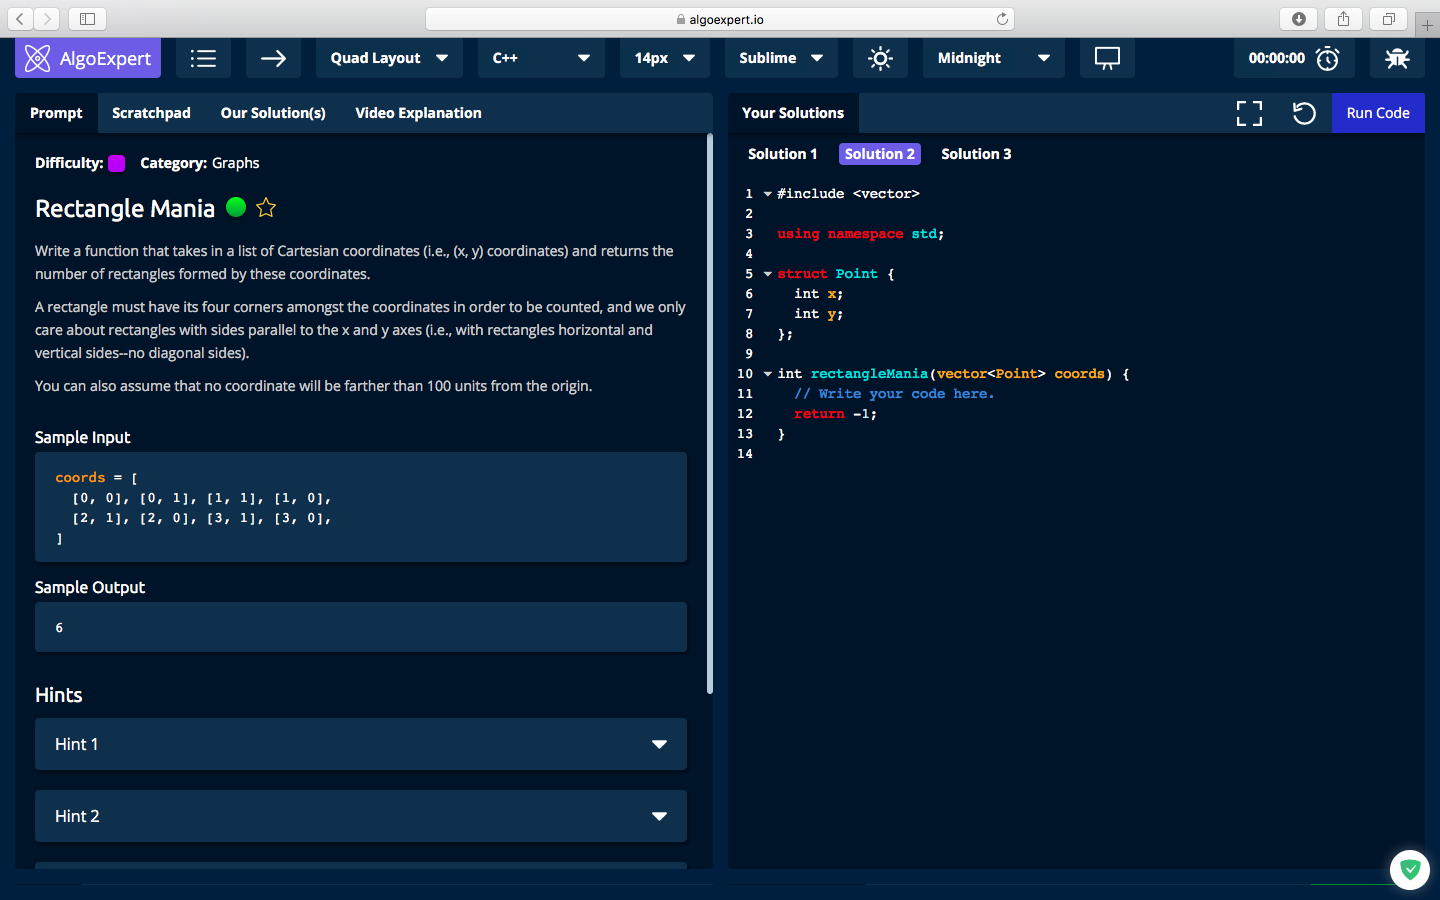 algoexpert.io
AlgoExpert
Quad Layout
C++
14px
Sublime
Midnight
00:00:00
Prompt
Scratchpad
Our Solution(s)
Video Explanation
Difficulty:
Category: Graphs
Rectangle Mania
Write a function that takes in a list of Cartesian coordinates (i.e., (x, y) coordinates) and returns the
number of rectangles formed by these coordinates.
A rectangle must have its four corners amongst the coordinates in order to be counted, and we only
care about rectangles with sides parallel to the x and y axes (i.e., with rectangles horizontal and
vertical sides--no diagonal sides).
You can also assume that no coordinate will be farther than 100 units from the origin.
Sample Input
coords = [
[0, 0], [0, 1], [1, 1], [1, 0],
[2, 1], [2, 0], [3, 1], [3, 0],
]
Sample Output
6
Hints
Hint 1
Hint 2
Your Solutions
Run Code
Solution 1
Solution 2
Solution 3
1 #include <vector>
2
3 using namespace std;
4
5 struct Point {
6 int x;
7 int y;
8 };
9
10 int rectangleMania(vector<Point> coords) {
11 // Write your code here.
12 return -1;
13 }
14